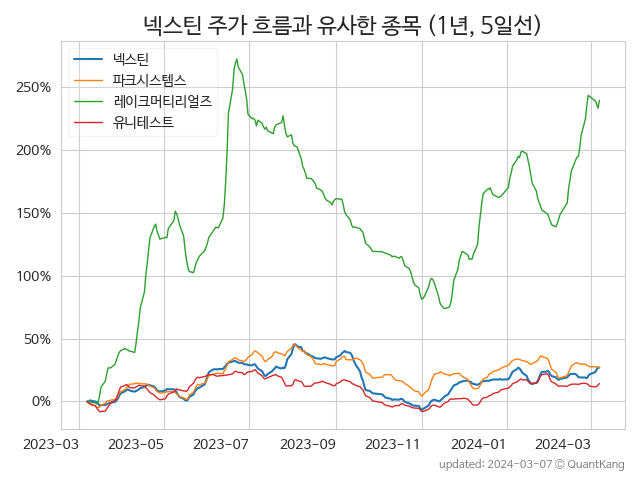 넥스틴 주가 흐름과 유사한 종목 (1년, 5일선)
넥스틴
파크시스템스
레이크머티리얼즈
유니테스트
250%
200%
150%
100%
50%
0%
2023-03 2023-05 2023-07 2023-09 2023-11 2024-01 2024-03
updated: 2024-03-07 © QuantKang